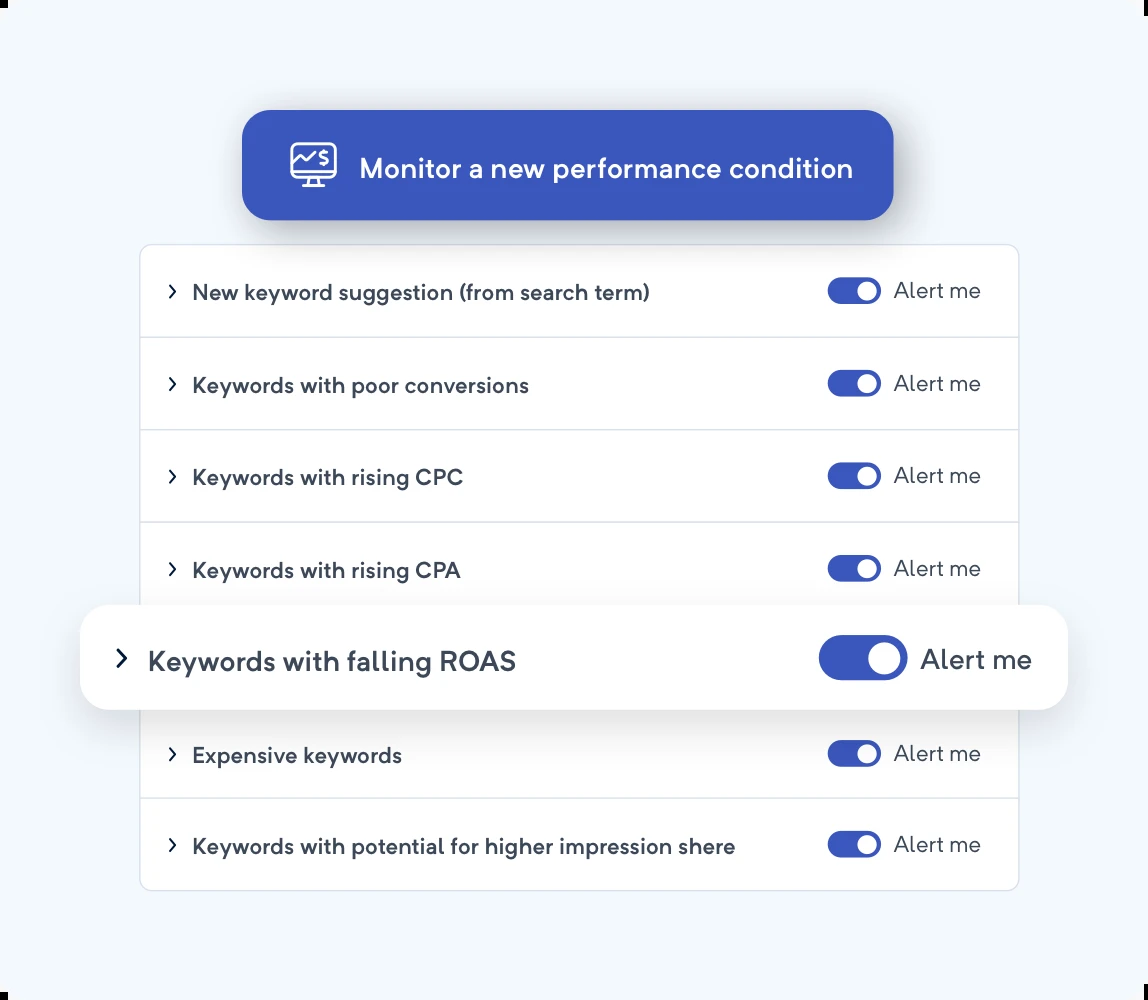 Monitor a new performance condition
New keyword suggestion (from search term) Alert me
Keywords with poor conversions Alert me
Keywords with rising CPC Alert me
Keywords with rising CPA Alert me
Keywords with falling ROAS Alert me
Expensive keywords Alert me
Keywords with potential for higher impression shere Alert me